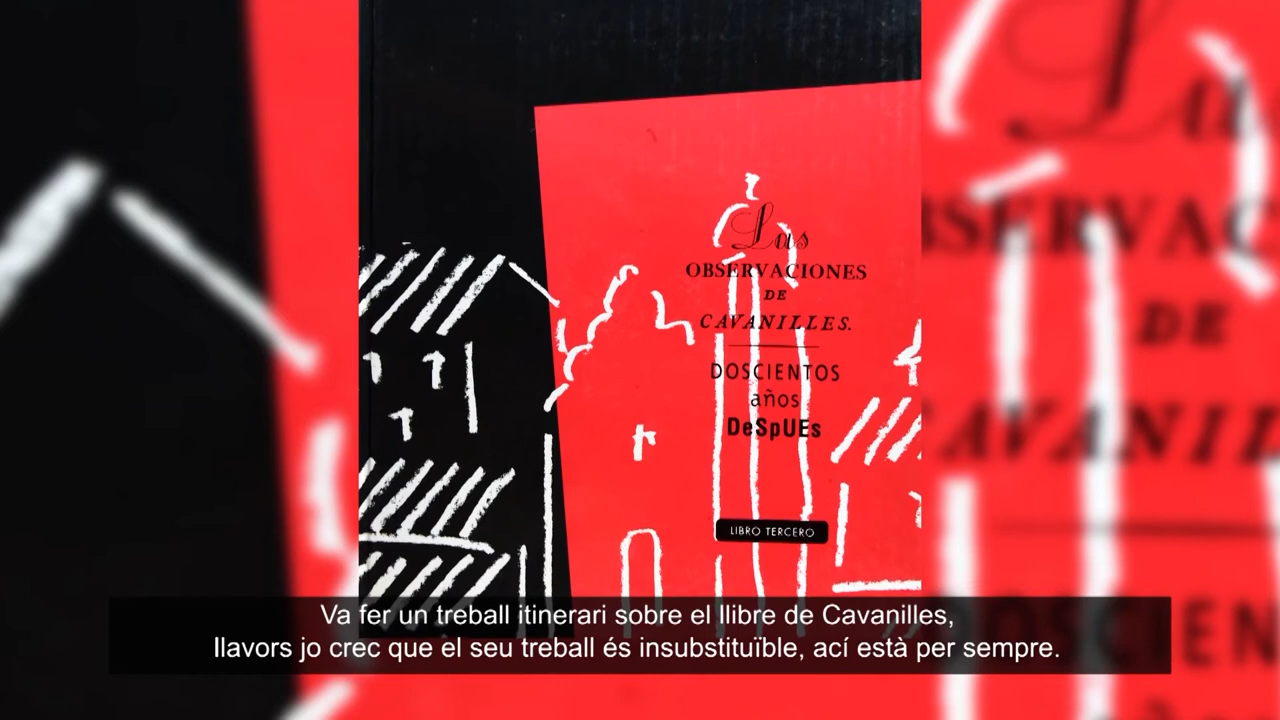 Las
OBSERVACIONES
DE
CAVANILLES.
DOSCIENTOS
años
DeSpUEs
LIBRO TERCERO
Va fer un treball itinerari sobre el llibre de Cavanilles,
llavors jo crec que el seu treball és insubstituïble, ací està per sempre.